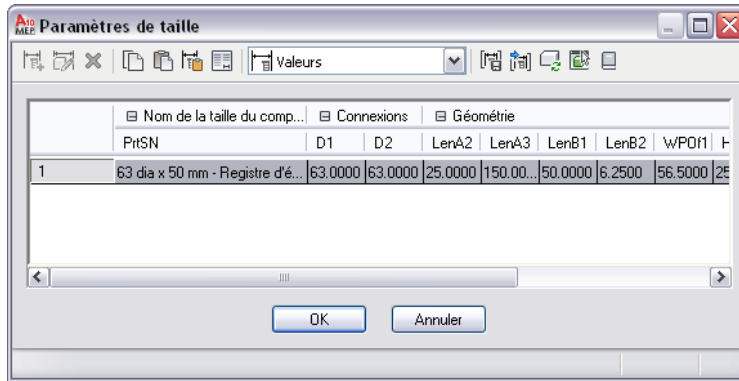 A10 MEP Paramètres de taille
Valeurs
Nom de la taille du comp... Connexions Géométrie
PrtSN D1 D2 LenA2 LenA3 LenB1 LenB2 WPOf1 H
1 63 dia x 50 mm - Registre d'é... 63.0000 63.0000 25.0000 150.00... 50.0000 6.2500 56.5000 25
OK Annuler